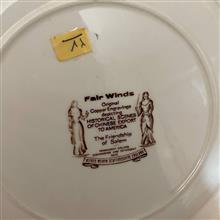 Fair Winds
Original
Copper Engravings
depicting
HISTORICAL SCENES
OF CHINESE EXPORT
TO AMERICA
The Friendship
of Salem